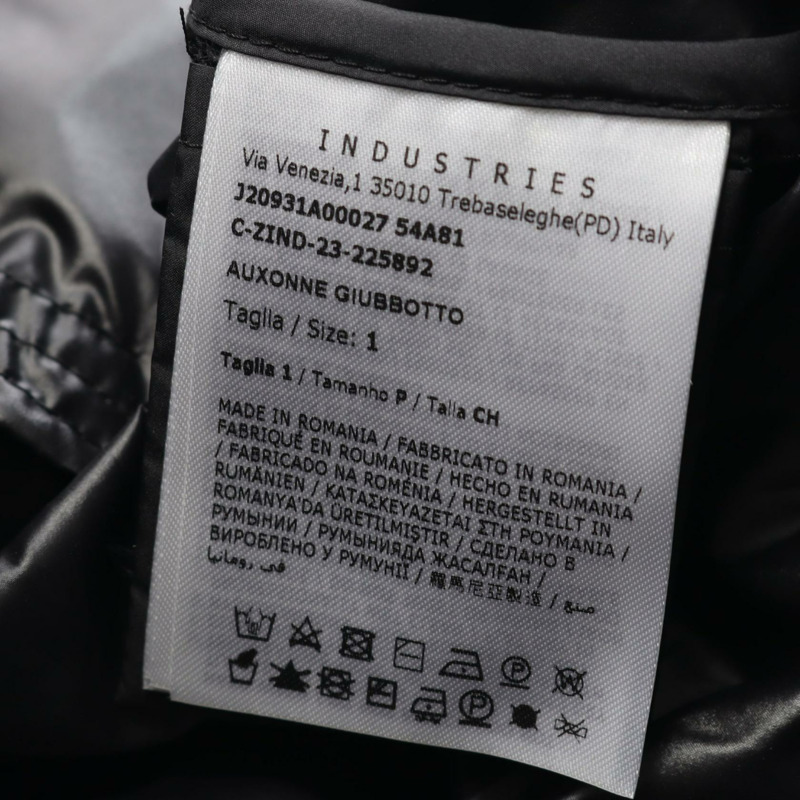 INDUSTRIES
Via Venezia,1 35010 Trebaseleghe(PD) Italy
J20931A00027 54A81
C-ZIND-23-225892
AUXONNE GIUBBOTTO
Taglia / Size: 1
Taglia 1 / Tamanho P / Talla CH
MADE IN ROMANIA / FABBRICATO IN ROMANIA /
FABRIQUÉ EN ROUMANIE / HECHO EN RUMANIA
/ FABRICADO NA ROMÉNIA / HERGESTELLT IN
RUMÄNIEN / ΚΑΤΑΣΚΕΥΑΖΕΤΑΙ ΣΤΗ ΡΟΥΜΑΝΙΑ /
ROMANYA'DA ÜRETILMIŞTIR / СДЕЛАНО В
РУМЫНИИ / РУМЫНИЯДА ЖАСАЛҒАН /
ВИРОБЛЕНО У РУМУНІЇ / 羅馬尼亞製造 / صنع
في رومانيا